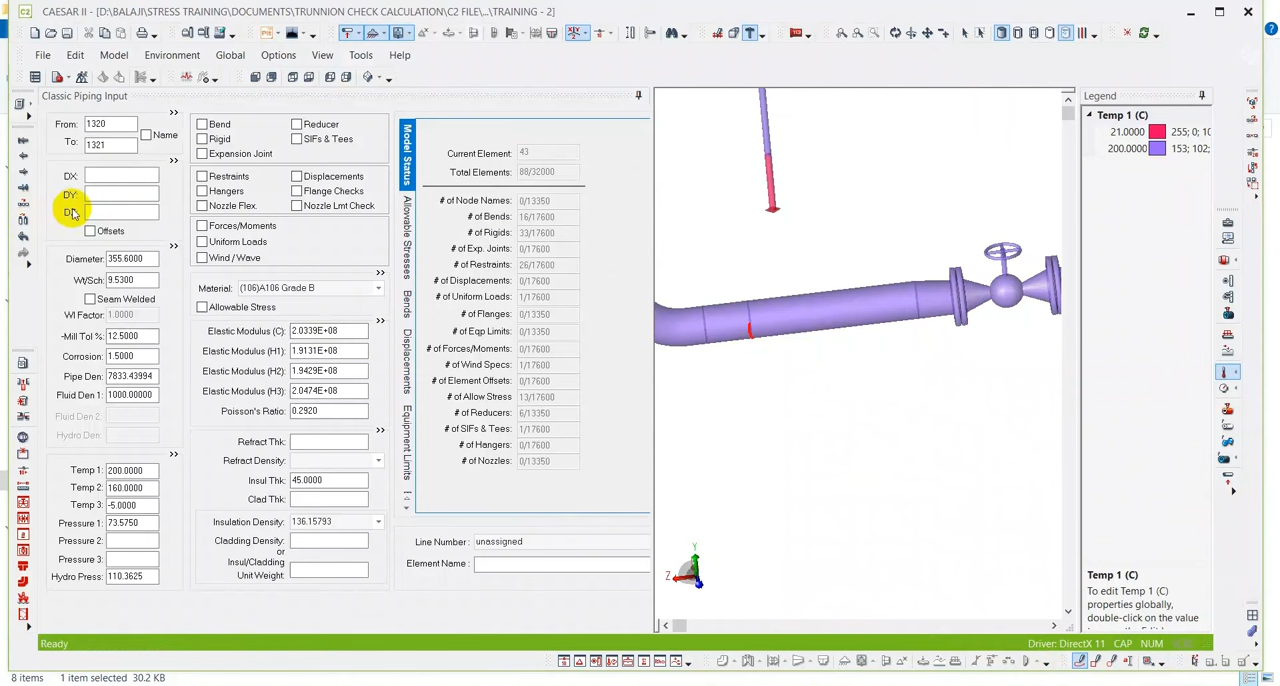 CAESAR II - [D:\BALAJI\STRESS TRAINING\DOCUMENTS\TRUNNION CHECK CALCULATION\C2 FILE\...\TRAINING - 2]
File Edit Model Environment Global Options View Tools Help
Classic Piping Input
From: 1320
To: 1321
Name
DX:
DY:
Offsets
Diameter: 355.6000
Wt/Sch: 9.5300
Seam Welded
WI Factor: 1.0000
-Mill Tol %: 12.5000
Corrosion: 1.5000
Pipe Den: 7833.43994
Fluid Den 1: 1000.00000
Fluid Den 2:
Hydro Den:
Temp 1: 200.0000
Temp 2: 160.0000
Temp 3: -5.0000
Pressure 1: 73.5750
Pressure 2:
Pressure 3:
Hydro Press: 110.3625
Bend Reducer
Rigid SIFs & Tees
Expansion Joint
Restraints Displacements
Hangers Flange Checks
Nozzle Flex. Nozzle Lmt Check
Forces/Moments
Uniform Loads
Wind / Wave
Material: (106)A106 Grade B
Allowable Stress
Elastic Modulus (C): 2.0339E+08
Elastic Modulus (H1): 1.9131E+08
Elastic Modulus (H2): 1.9429E+08
Elastic Modulus (H3): 2.0474E+08
Poisson's Ratio: 0.2920
Refract Thk:
Refract Density:
Insul Thk: 45.0000
Clad Thk:
Insulation Density: 136.15793
Cladding Density:
or
Insul/Cladding
Unit Weight:
Model Status
Allowable Stresses
Bends
Displacements
Equipment Limits
Current Element: 43
Total Elements: 88/32000
# of Node Names: 0/13350
# of Bends: 16/17600
# of Rigids: 33/17600
# of Exp. Joints: 0/17600
# of Restraints: 26/17600
# of Displacements: 0/17600
# of Uniform Loads: 1/17600
# of Flanges: 0/13350
# of Eqp Limits: 0/13350
# of Forces/Moments: 0/17600
# of Wind Specs: 1/17600
# of Element Offsets: 0/17600
# of Allow Stress 13/17600
# of Reducers: 6/13350
# of SIFs & Tees: 1/17600
# of Hangers: 0/17600
# of Nozzles: 0/13350
Line Number: unassigned
Element Name:
Y
Z
Legend
Temp 1 (C)
21.0000 255; 0; 10
200.0000 153; 102;
Temp 1 (C)
To edit Temp 1 (C)
properties globally,
double-click on the value
Ready
Driver: DirectX 11 CAP NUM
8 items 1 item selected 30.2 KB